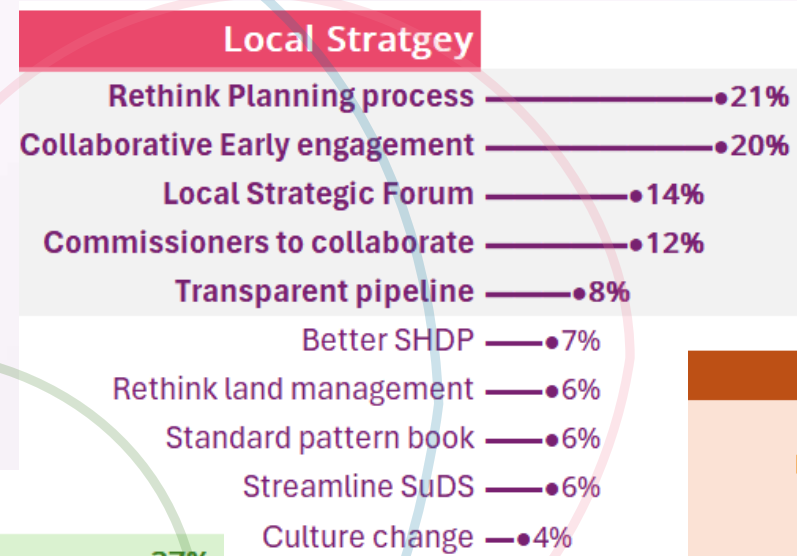 Local Stratgey
Rethink Planning process 21%
Collaborative Early engagement 20%
Local Strategic Forum 14%
Commissioners to collaborate 12%
Transparent pipeline 8%
Better SHDP 7%
Rethink land management 6%
Standard pattern book 6%
Streamline SuDS 6%
Culture change 4%